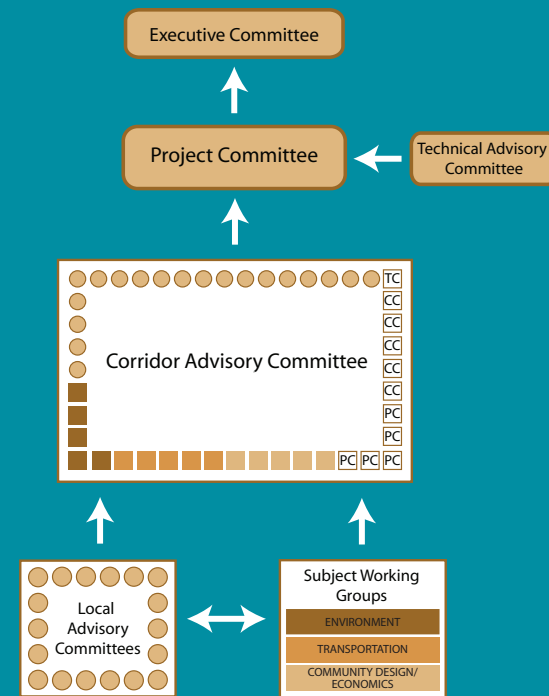 Executive Committee
Project Committee
Technical Advisory
Committee
TC
CC
CC
CC
CC
CC
PC
PC
PC PC PC
Corridor Advisory Committee
Local
Advisory
Committees
Subject Working
Groups
ENVIRONMENT
TRANSPORTATION
COMMUNITY DESIGN/
ECONOMICS